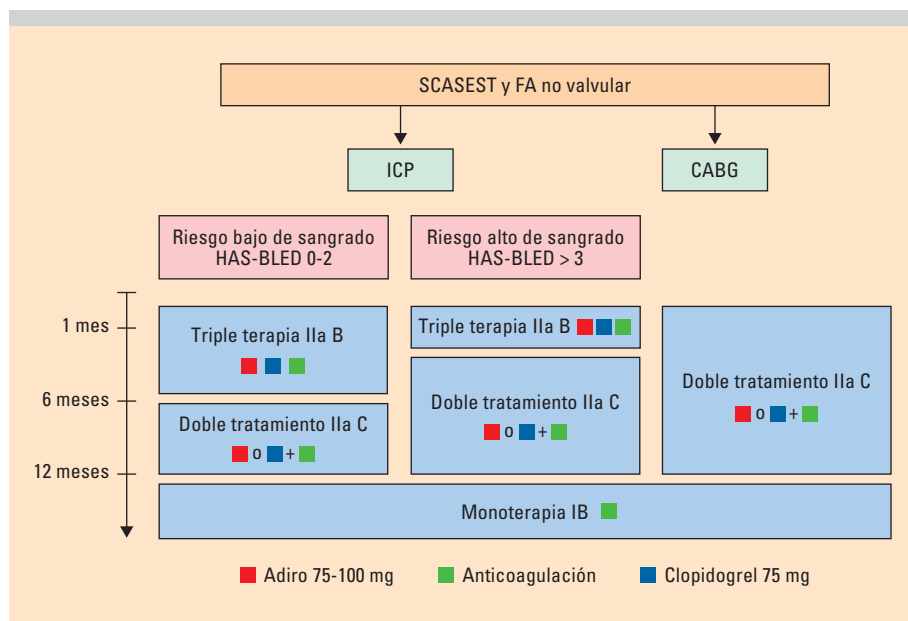 SCASEST y FA no valvular
ICP
CABG
Riesgo bajo de sangrado
HAS-BLED 0-2
Riesgo alto de sangrado
HAS-BLED > 3
1 mes
6 meses
12 meses
Triple terapia IIa B
Doble tratamiento IIa C
o +
Triple terapia IIa B
Doble tratamiento IIa C
o +
Doble tratamiento IIa C
o +
Monoterapia IB
Adiro 75-100 mg
Anticoagulación
Clopidogrel 75 mg